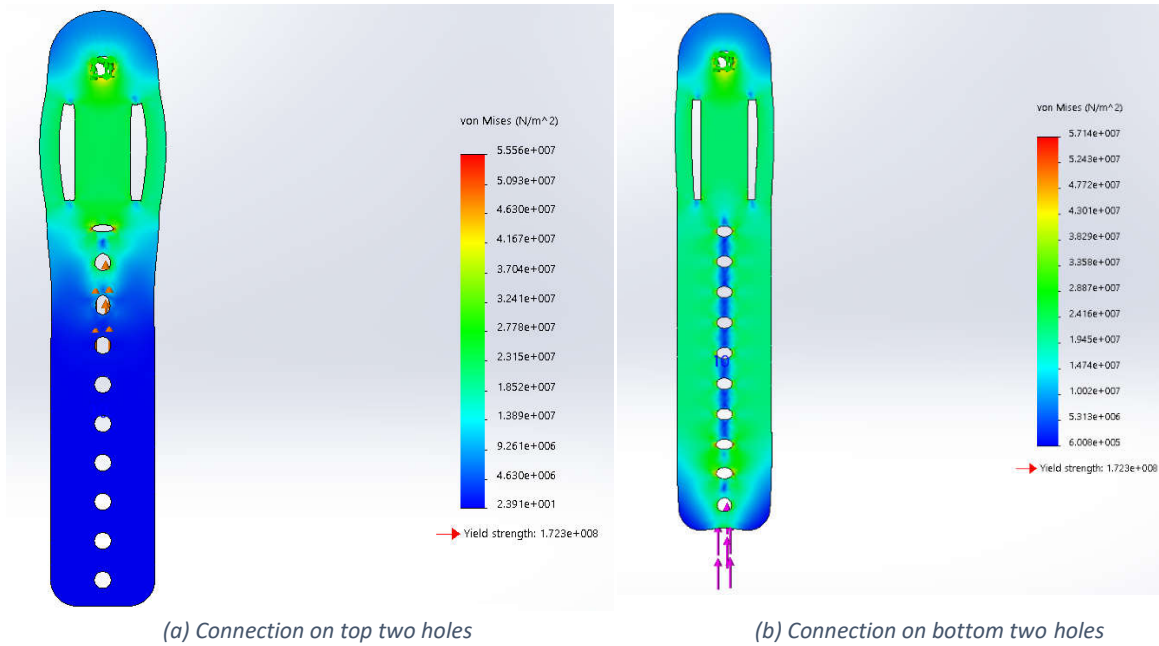 von Mises (N/m^2)
5.556e+007
5.093e+007
4.630e+007
4.167e+007
3.704e+007
3.241e+007
2.778e+007
2.315e+007
1.852e+007
1.389e+007
9.261e+006
4.630e+006
2.391e+001
Yield strength: 1.723e+008
(a) Connection on top two holes
von Mises (N/m^2)
5.714e+007
5.243e+007
4.772e+007
4.301e+007
3.829e+007
3.358e+007
2.887e+007
2.416e+007
1.945e+007
1.002e+007
5.313e+006
6.008e+005
Yield strength: 1.723e+008
(b) Connection on bottom two holes